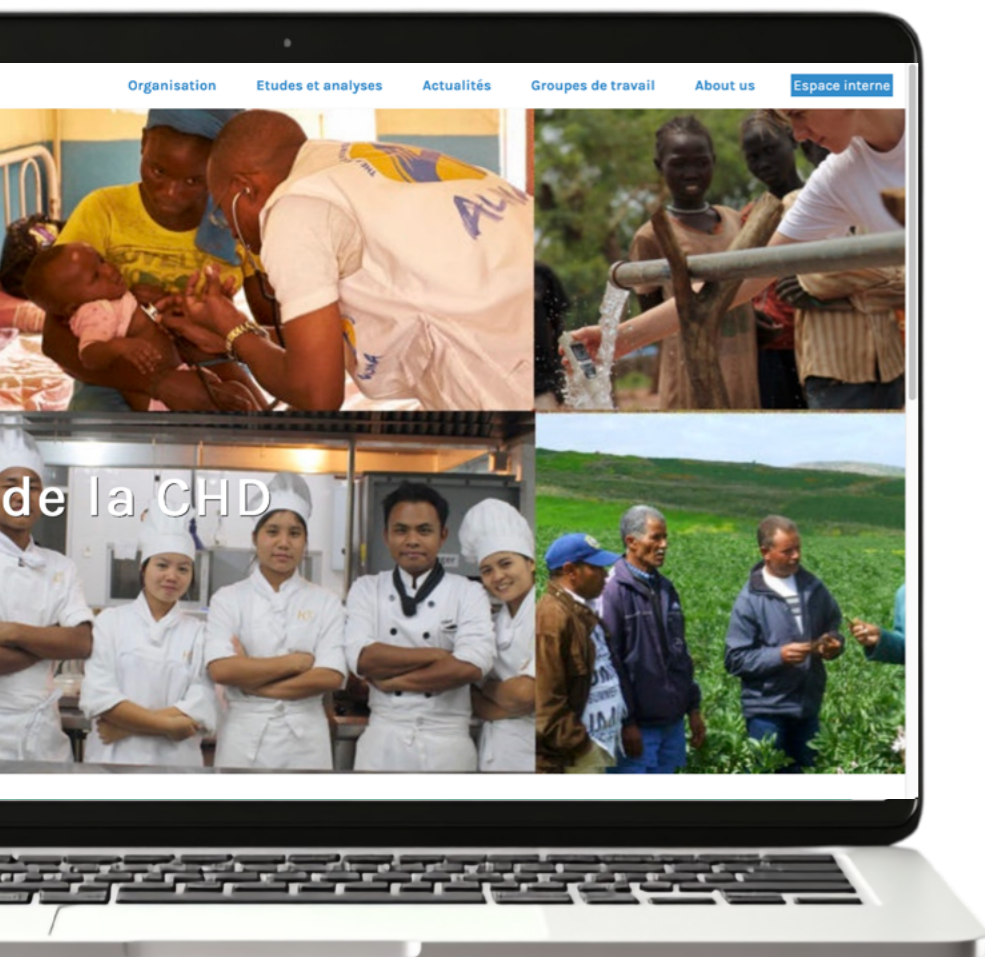 Organisation Etudes et analyses Actualités Groupes de travail About us Espace interne
de la CHD